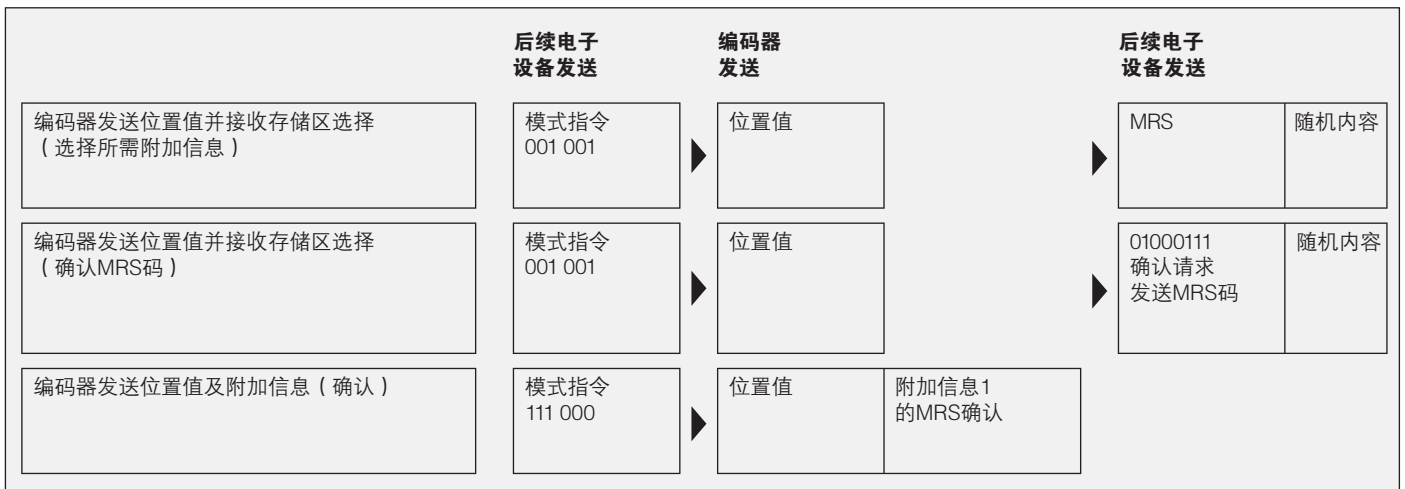 后续电子
设备发送
编码器
发送
后续电子
设备发送
编码器发送位置值并接收存储区选择
（选择所需附加信息）
模式指令
001 001
位置值
MRS
随机内容
编码器发送位置值并接收存储区选择
（确认MRS码）
模式指令
001 001
位置值
01000111
确认请求
发送MRS码
随机内容
编码器发送位置值及附加信息（确认）
模式指令
111 000
位置值
附加信息1
的MRS确认